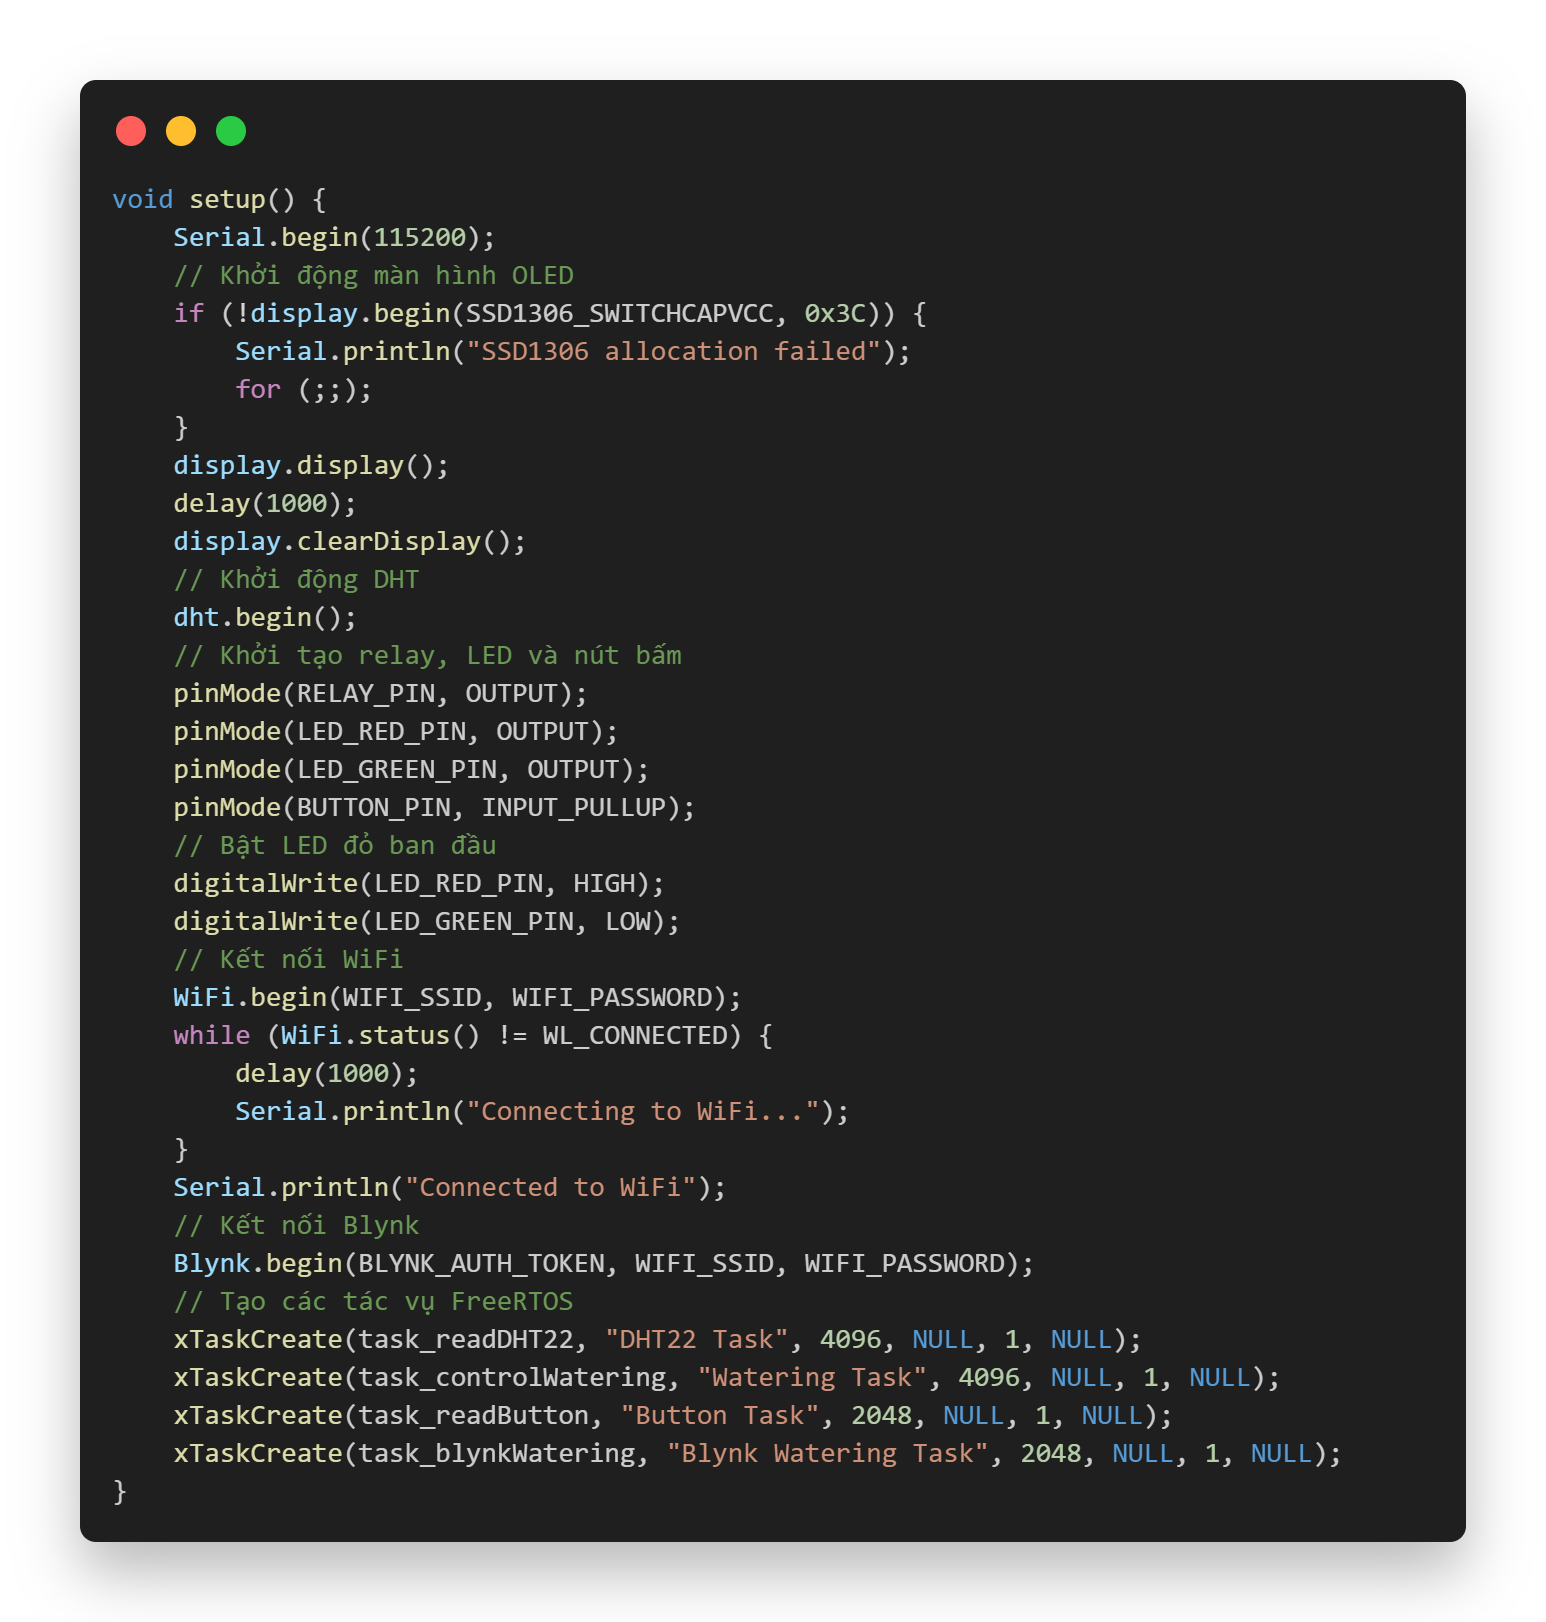 void setup() {
    Serial.begin(115200);
    // Khởi động màn hình OLED
    if (!display.begin(SSD1306_SWITCHCAPVCC, 0x3C)) {
        Serial.println("SSD1306 allocation failed");
        for (;;);
    }
    display.display();
    delay(1000);
    display.clearDisplay();
    // Khởi động DHT
    dht.begin();
    // Khởi tạo relay, LED và nút bấm
    pinMode(RELAY_PIN, OUTPUT);
    pinMode(LED_RED_PIN, OUTPUT);
    pinMode(LED_GREEN_PIN, OUTPUT);
    pinMode(BUTTON_PIN, INPUT_PULLUP);
    // Bật LED đỏ ban đầu
    digitalWrite(LED_RED_PIN, HIGH);
    digitalWrite(LED_GREEN_PIN, LOW);
    // Kết nối WiFi
    WiFi.begin(WIFI_SSID, WIFI_PASSWORD);
    while (WiFi.status() != WL_CONNECTED) {
        delay(1000);
        Serial.println("Connecting to WiFi...");
    }
    Serial.println("Connected to WiFi");
    // Kết nối Blynk
    Blynk.begin(BLYNK_AUTH_TOKEN, WIFI_SSID, WIFI_PASSWORD);
    // Tạo các tác vụ FreeRTOS
    xTaskCreate(task_readDHT22, "DHT22 Task", 4096, NULL, 1, NULL);
    xTaskCreate(task_controlWatering, "Watering Task", 4096, NULL, 1, NULL);
    xTaskCreate(task_readButton, "Button Task", 2048, NULL, 1, NULL);
    xTaskCreate(task_blynkWatering, "Blynk Watering Task", 2048, NULL, 1, NULL);
}